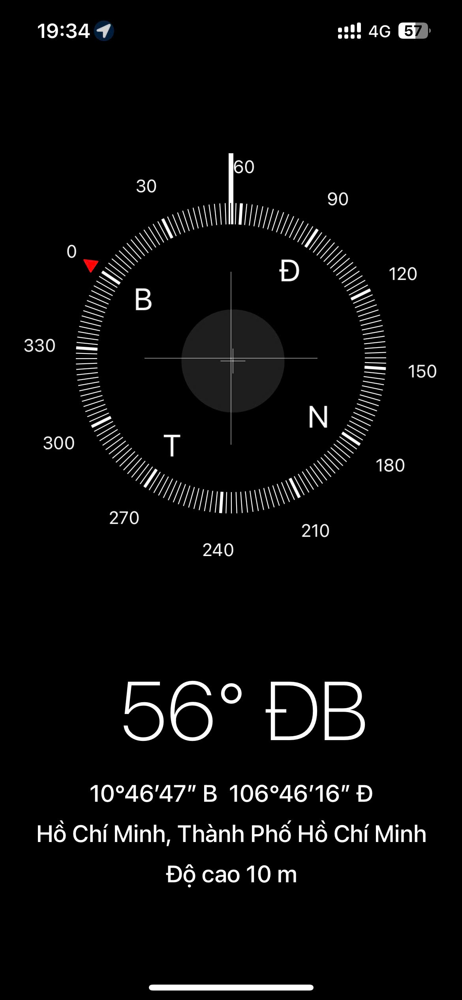 19:34 4G 57
60
30
90
0
120
Đ
B
330
150
N
T
300
180
270
210
240
56° ĐB
10°46’47” B 106°46’16” Đ
Hồ Chí Minh, Thành Phố Hồ Chí Minh
Độ cao 10 m